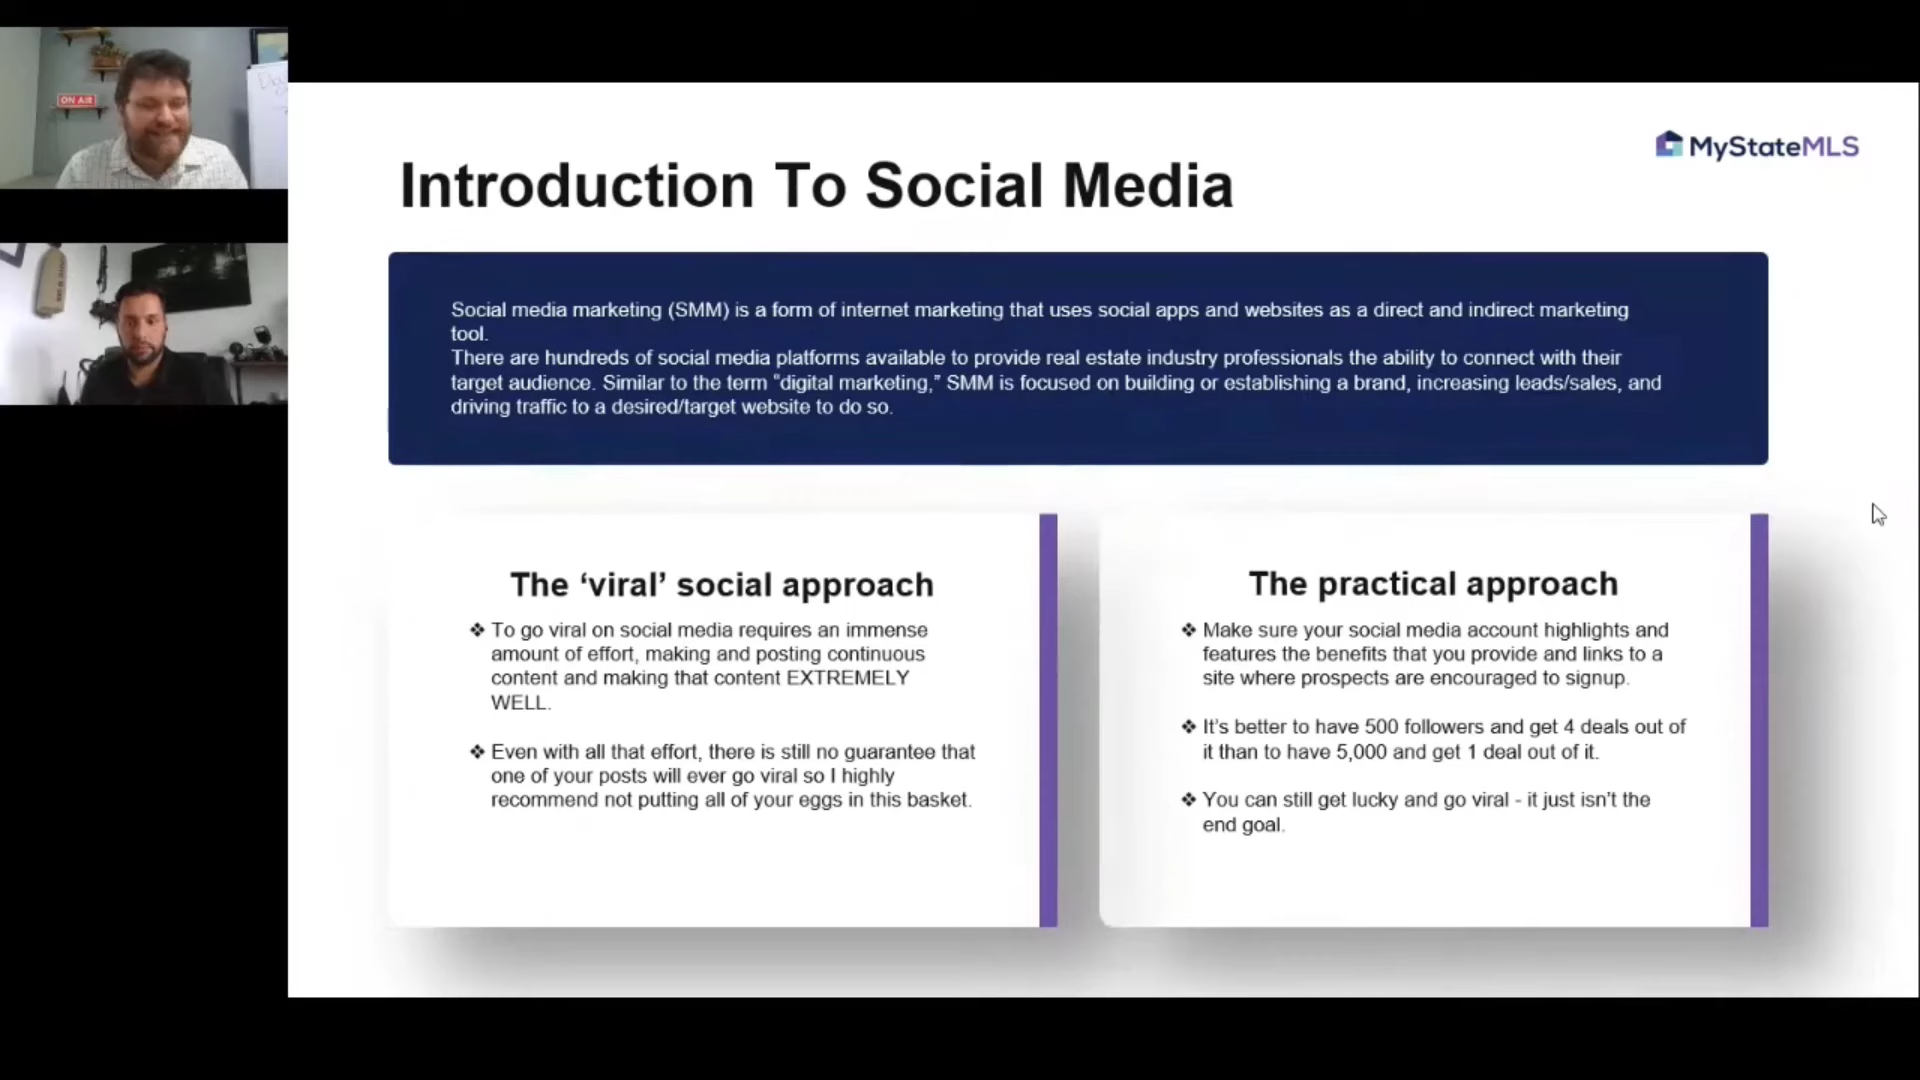 ON AIR
MyStateMLS
Introduction To Social Media
Social media marketing (SMM) is a form of internet marketing that uses social apps and websites as a direct and indirect marketing
tool.
There are hundreds of social media platforms available to provide real estate industry professionals the ability to connect with their
target audience. Similar to the term “digital marketing,” SMM is focused on building or establishing a brand, increasing leads/sales, and
driving traffic to a desired/target website to do so.
The ‘viral’ social approach
❖ To go viral on social media requires an immense
amount of effort, making and posting continuous
content and making that content EXTREMELY
WELL.
❖ Even with all that effort, there is still no guarantee that
one of your posts will ever go viral so I highly
recommend not putting all of your eggs in this basket.
The practical approach
❖ Make sure your social media account highlights and
features the benefits that you provide and links to a
site where prospects are encouraged to signup.
❖ It’s better to have 500 followers and get 4 deals out of
it than to have 5,000 and get 1 deal out of it.
❖ You can still get lucky and go viral - it just isn’t the
end goal.